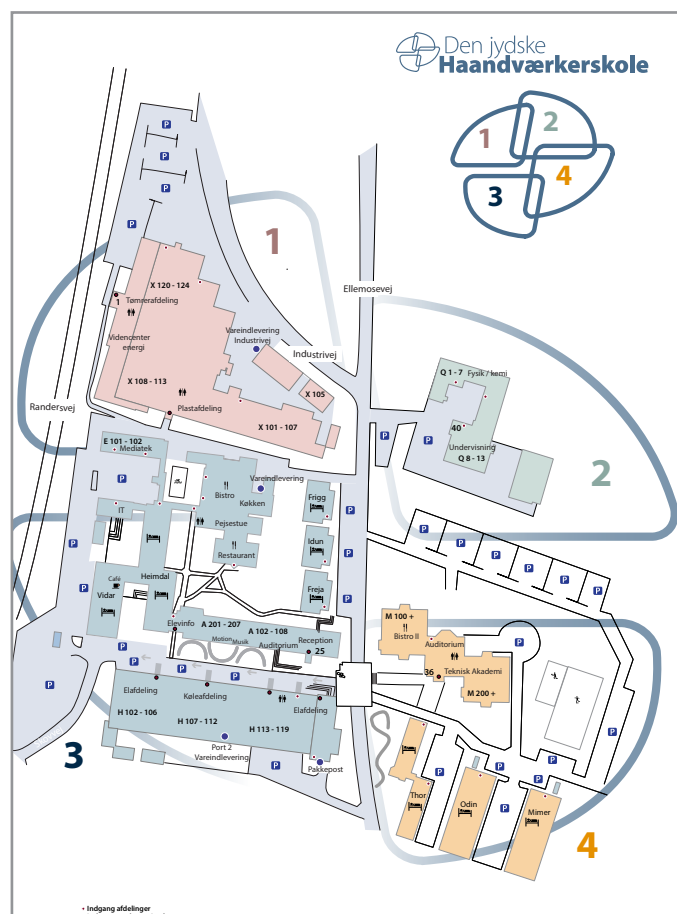 Den jydske
Haandværkerskole
1
2
3
4
1
X 120 - 124
1
Tømrerafdeling
Ellemosevej
Videncenter
energi
Vareindlevering
Industrivej
Industrivej
X 108 - 113
X 105
Q 1 - 7
Fysik / kemi
Randersvej
Plastafdeling
X 101 - 107
40
Undervisning
Q 8 - 13
E 101 - 102
Mediatek
2
Vareindlevering
Bistro
Køkken
Frigg
IT
Pejsestue
Restaurant
Idun
Café
Heimdal
Vidar
Freja
M 100 +
Bistro II
Elevinfo
A 201 - 207
A 102 - 108
Motion
Musik
Auditorium
Reception
25
Auditorium
36
Teknisk Akademi
M 200 +
Elafdeling
Køleafdeling
Elafdeling
H 102 - 106
H 107 - 112
H 113 - 119
3
Port 2
Vareindlevering
Pakkepost
Thor
Odin
Mimer
4
Indgang afdelinger